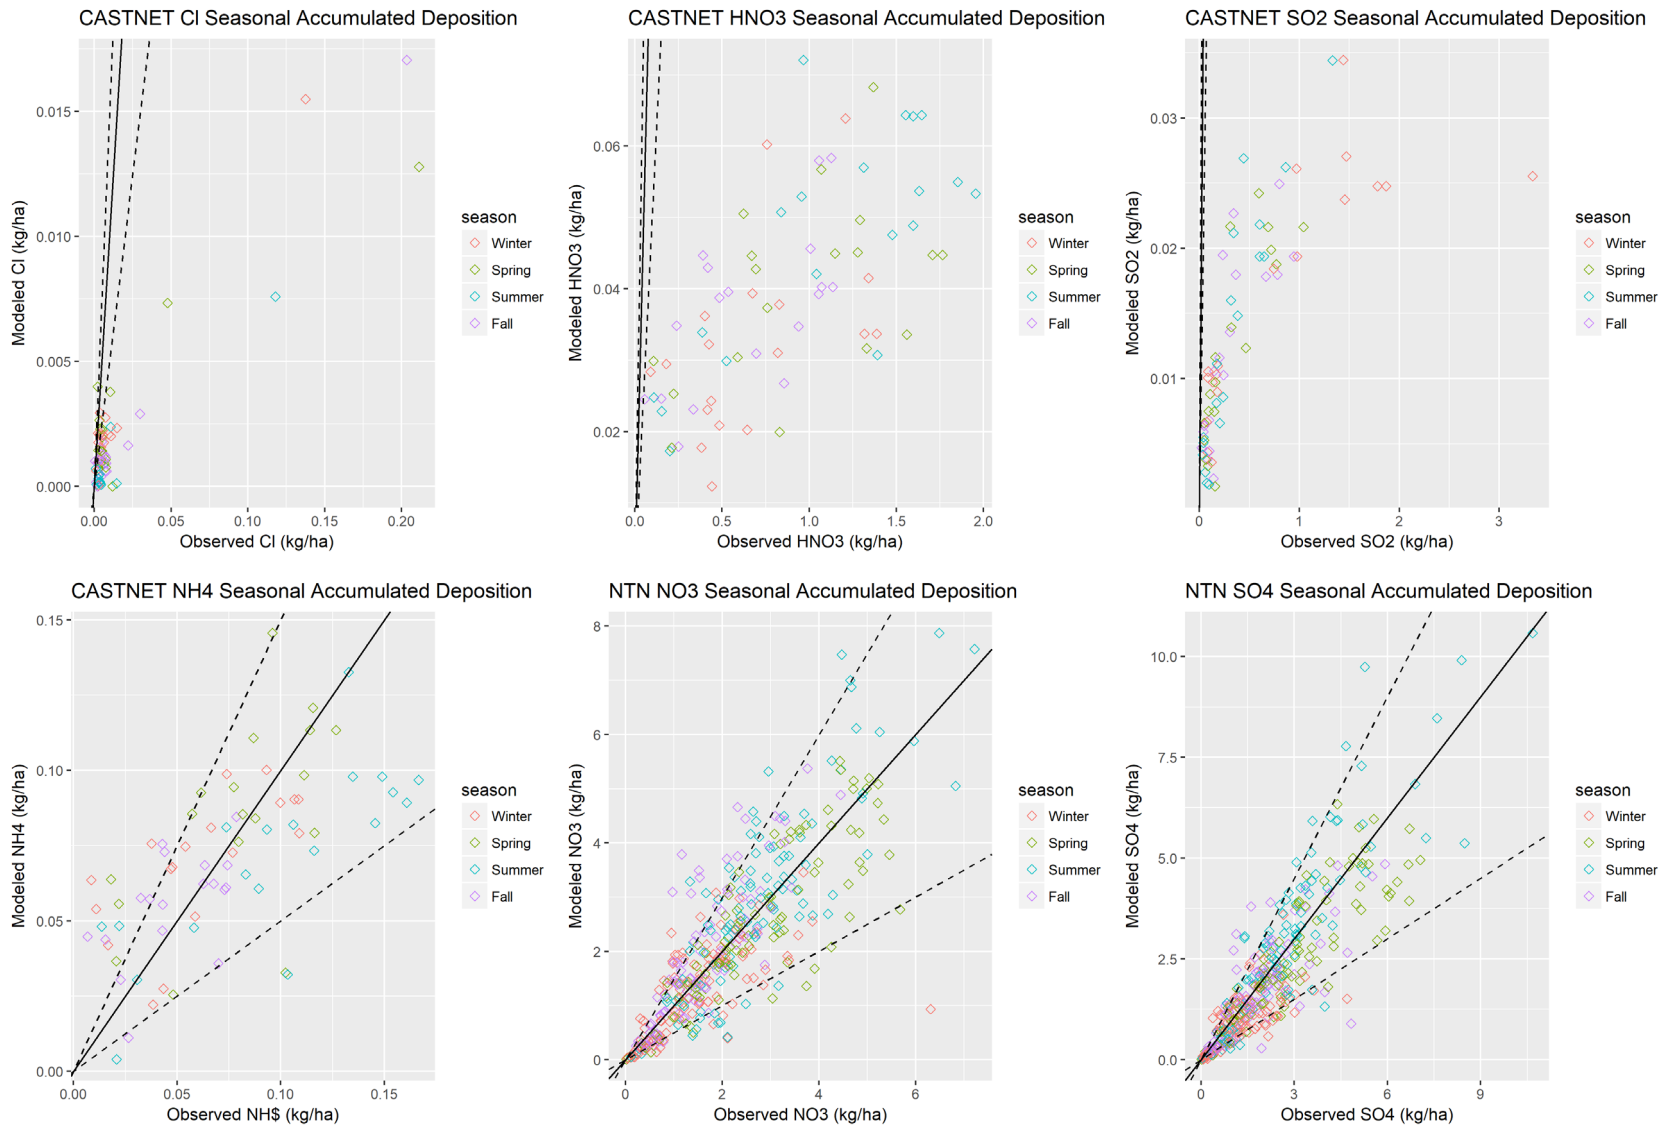 CASTNET Cl Seasonal Accumulated Deposition
0.015
0.010
0.005
0.000
Modeled Cl (kg/ha)
0.00 0.05 0.10 0.15 0.20
Observed Cl (kg/ha)
season
Winter
Spring
Summer
Fall
CASTNET HNO3 Seasonal Accumulated Deposition
0.06
0.04
0.02
Modeled HNO3 (kg/ha)
0.0 0.5 1.0 1.5 2.0
Observed HNO3 (kg/ha)
season
Winter
Spring
Summer
Fall
CASTNET SO2 Seasonal Accumulated Deposition
0.03
0.02
0.01
Modeled SO2 (kg/ha)
0 1 2 3
Observed SO2 (kg/ha)
season
Winter
Spring
Summer
Fall
CASTNET NH4 Seasonal Accumulated Deposition
0.15
0.10
0.05
0.00
Modeled NH4 (kg/ha)
0.00 0.05 0.10 0.15
Observed NH$ (kg/ha)
season
Winter
Spring
Summer
Fall
NTN NO3 Seasonal Accumulated Deposition
8
6
4
2
0
Modeled NO3 (kg/ha)
0 2 4 6
Observed NO3 (kg/ha)
season
Winter
Spring
Summer
Fall
NTN SO4 Seasonal Accumulated Deposition
10.0
7.5
5.0
2.5
0.0
Modeled SO4 (kg/ha)
0 3 6 9
Observed SO4 (kg/ha)
season
Winter
Spring
Summer
Fall